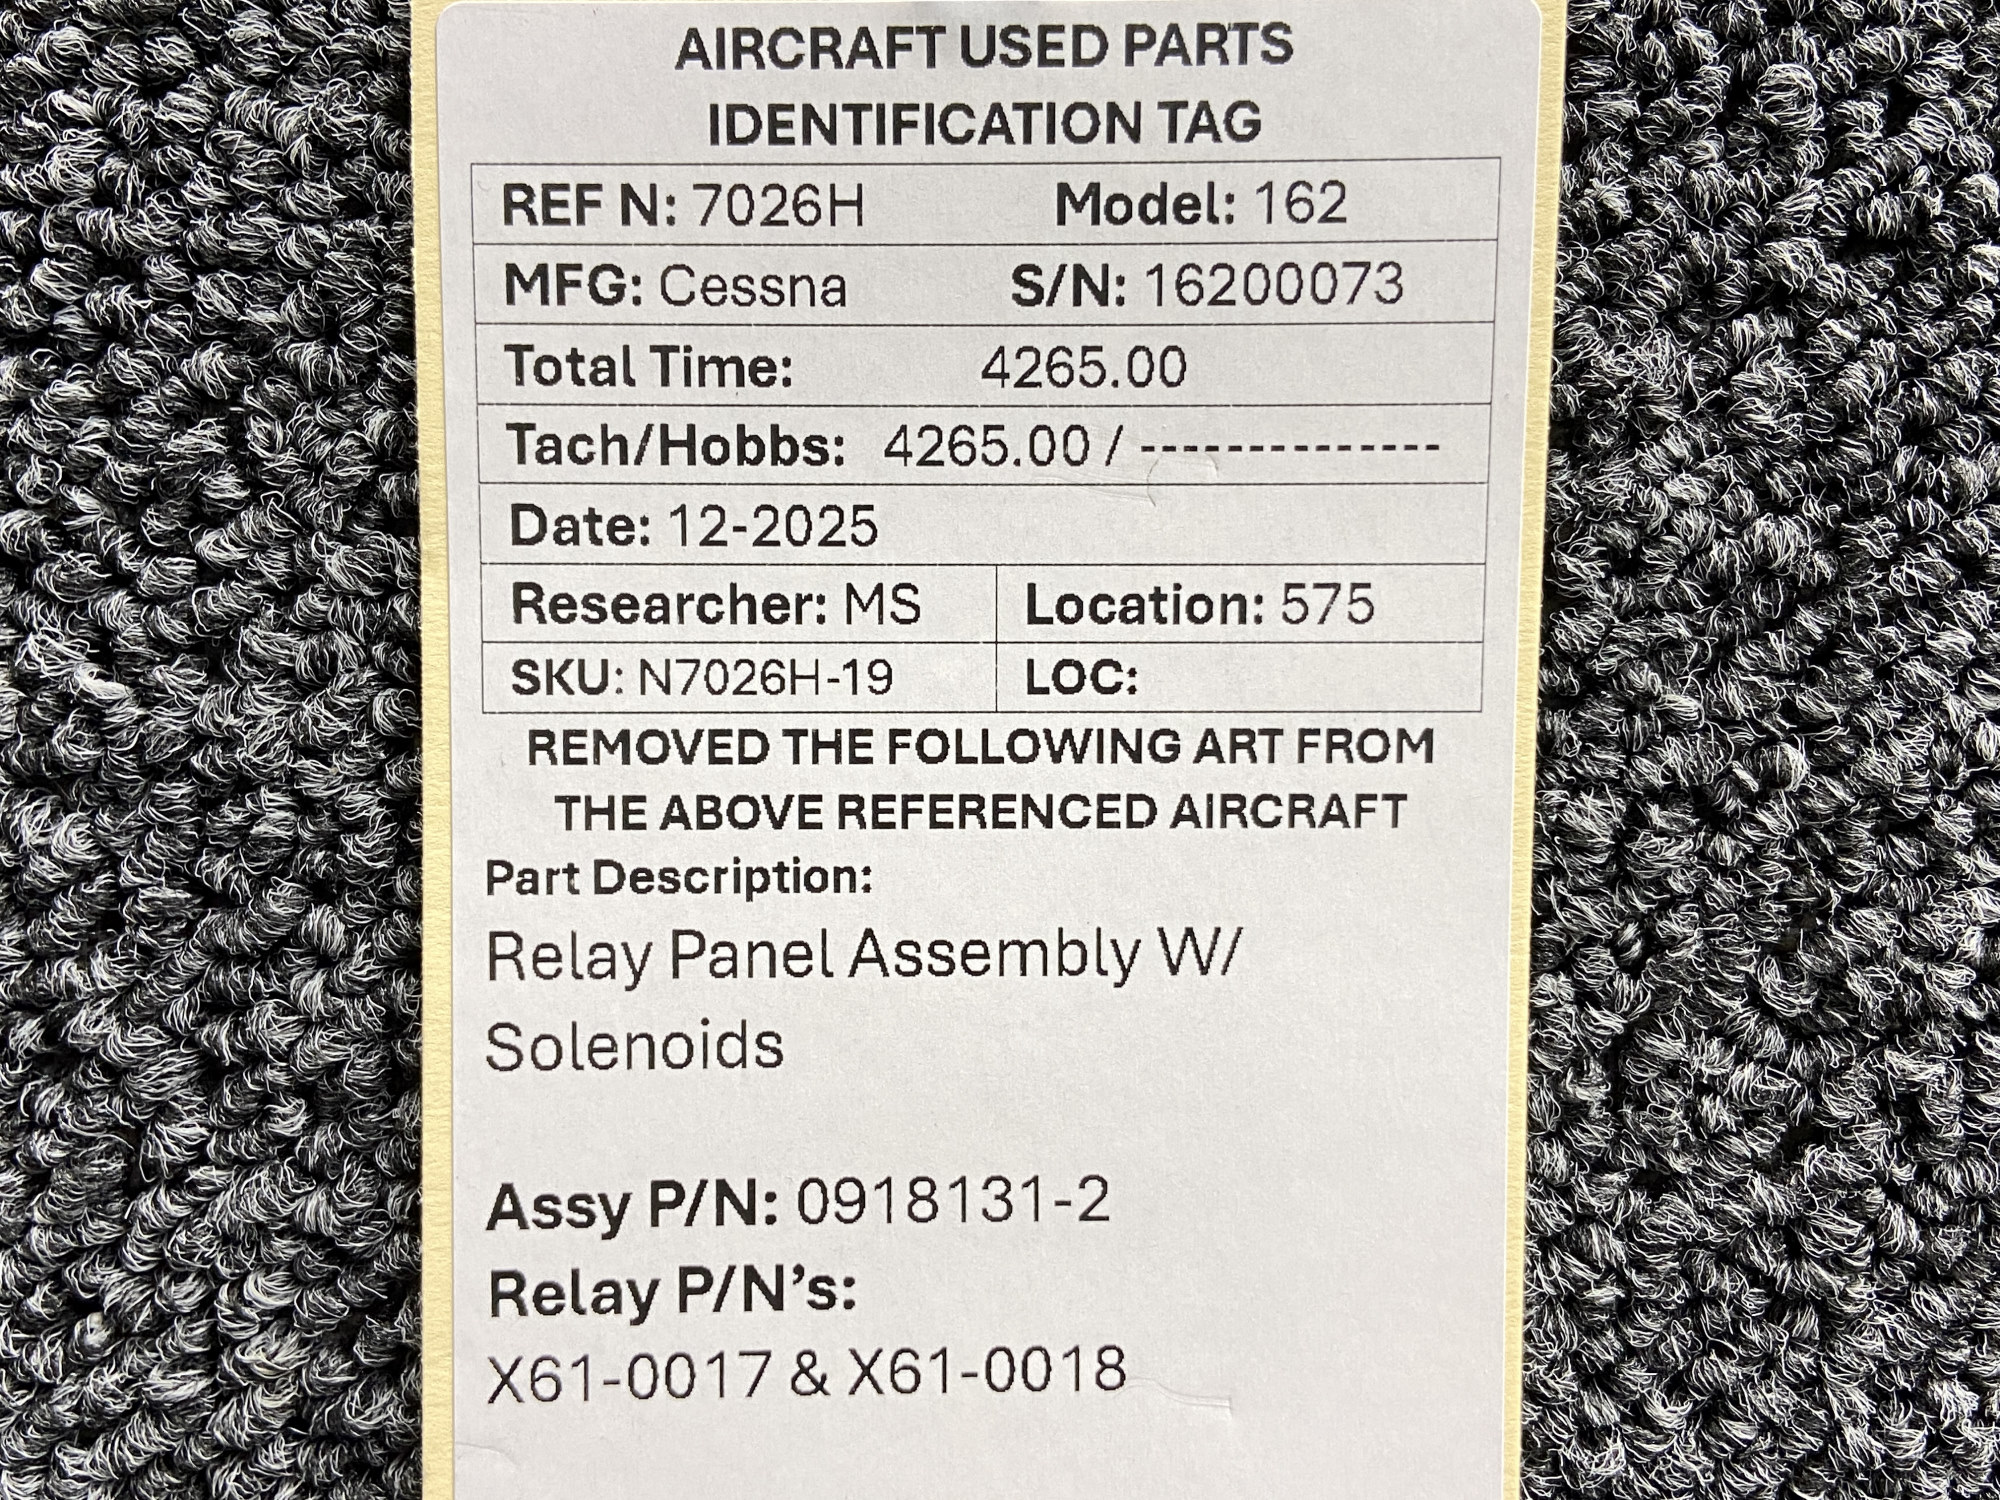 AIRCRAFT USED PARTS
IDENTIFICATION TAG
REF N: 7026H Model: 162
MFG: Cessna S/N: 16200073
Total Time: 4265.00
Tach/Hobbs: 4265.00 / --------------
Date: 12-2025
Researcher: MS Location: 575
SKU: N7026H-19 LOC:
REMOVED THE FOLLOWING ART FROM
THE ABOVE REFERENCED AIRCRAFT
Part Description:
Relay Panel Assembly W/
Solenoids
Assy P/N: 0918131-2
Relay P/N's:
X61-0017 & X61-0018